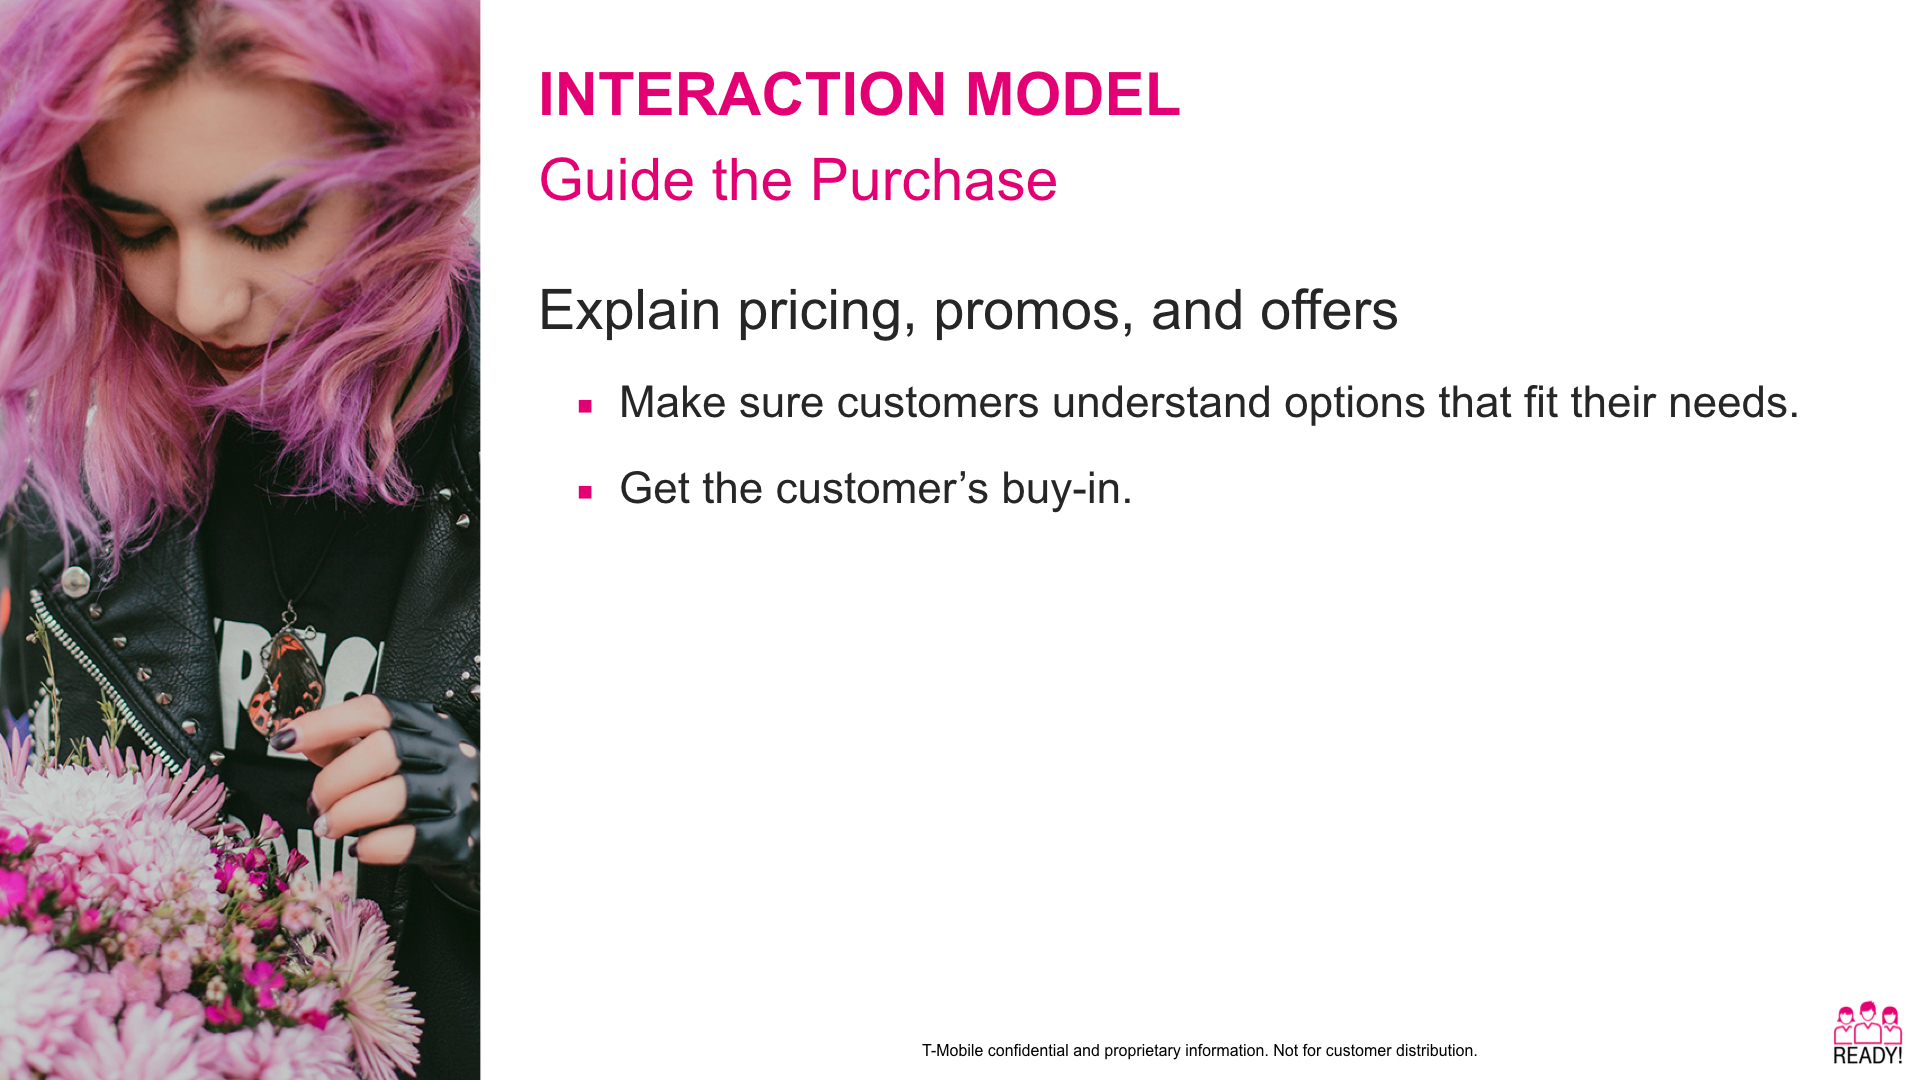 INTERACTION MODEL
Guide the Purchase
Explain pricing, promos, and offers
Make sure customers understand options that fit their needs.
Get the customer’s buy-in.
T-Mobile confidential and proprietary information. Not for customer distribution.
READY!